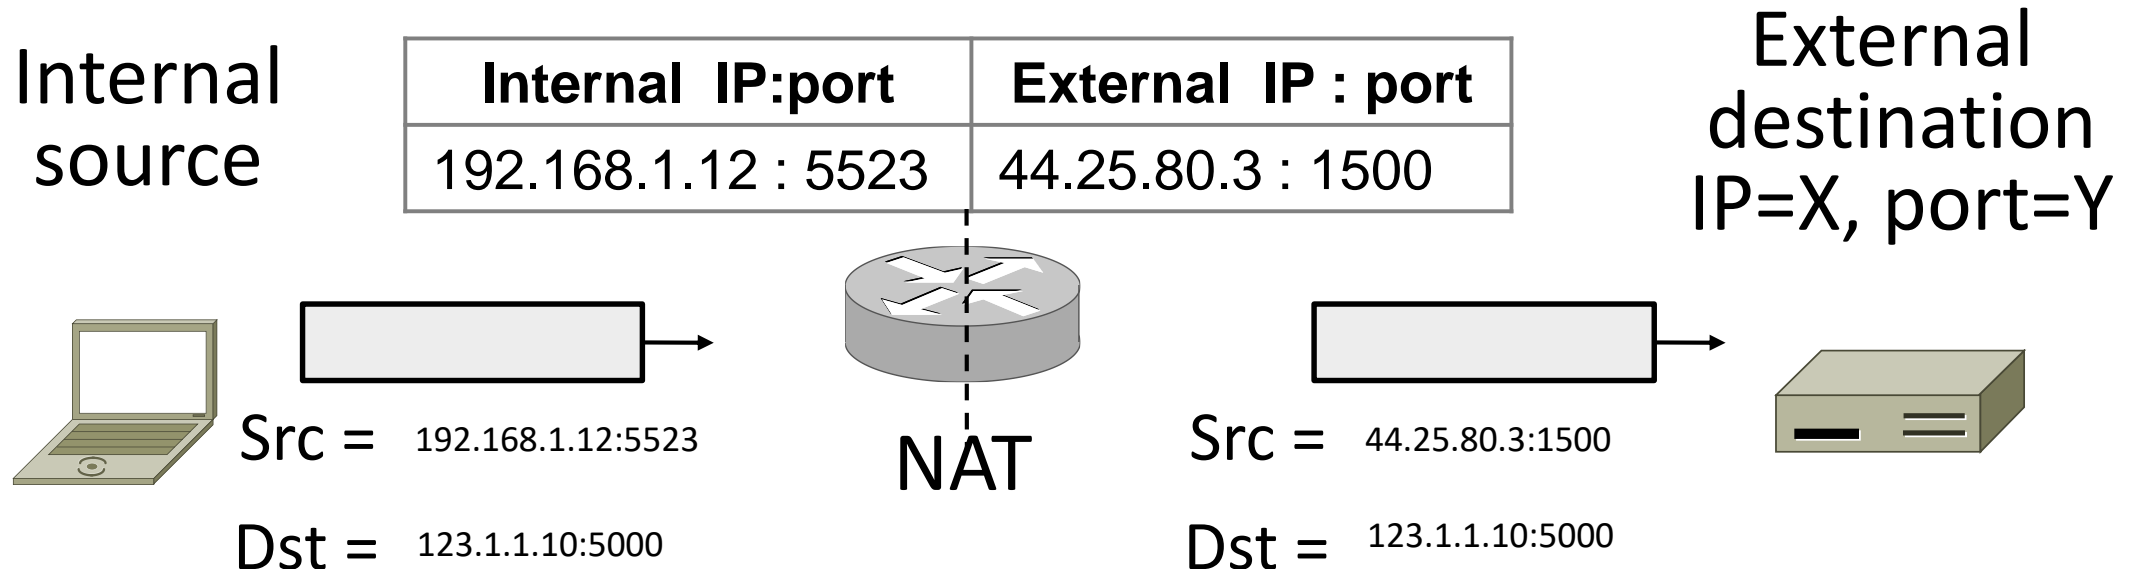 Internal
source
Internal IP:port
External IP : port
192.168.1.12 : 5523
44.25.80.3 : 1500
External
destination
IP=X, port=Y
Src = 192.168.1.12:5523
Dst = 123.1.1.10:5000
NAT
Src = 44.25.80.3:1500
Dst = 123.1.1.10:5000